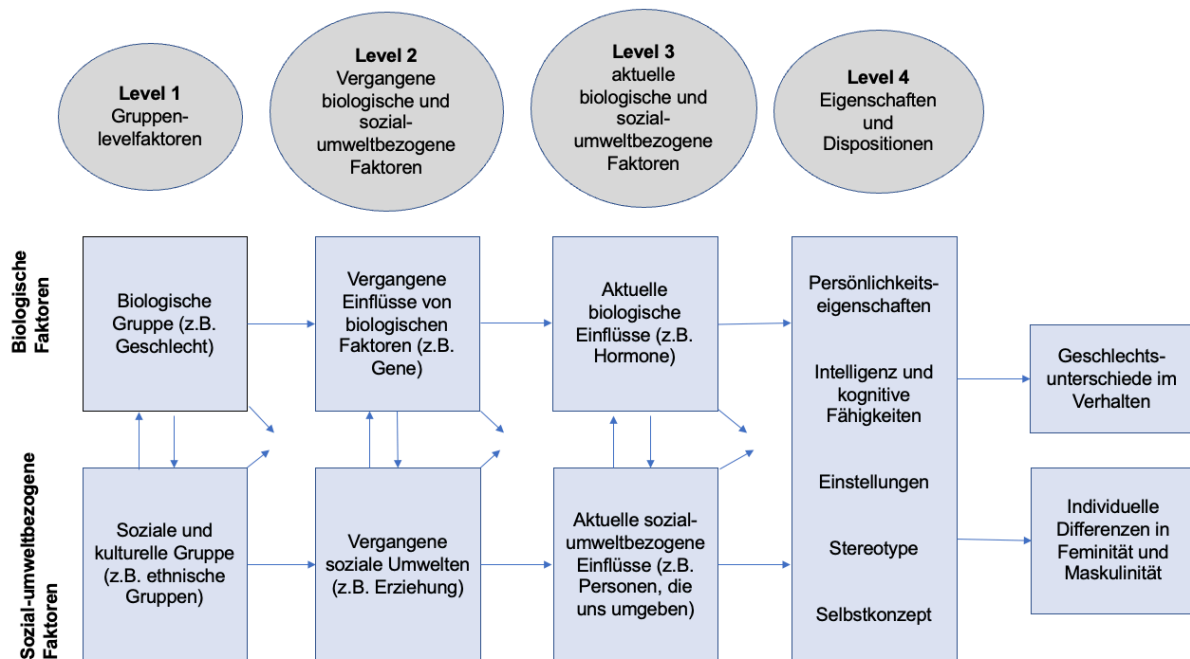 Level 1
Gruppen-
levelfaktoren
Level 2
Vergangene
biologische und
sozial-
umweltbezogene
Faktoren
Level 3
aktuelle
biologische und
sozial-
umweltbezogene
Faktoren
Level 4
Eigenschaften
und
Dispositionen
Biologische
Faktoren
Biologische
Gruppe (z.B.
Geschlecht)
Vergangene
Einflüsse von
biologischen
Faktoren (z.B.
Gene)
Aktuelle
biologische
Einflüsse (z.B.
Hormone)
Persönlichkeits-
eigenschaften
Intelligenz und
kognitive
Fähigkeiten
Einstellungen
Stereotype
Selbstkonzept
Geschlechts-
unterschiede im
Verhalten
Sozial-umweltbezogene
Faktoren
Soziale und
kulturelle Gruppe
(z.B. ethnische
Gruppen)
Vergangene
soziale Umwelten
(z.B. Erziehung)
Aktuelle sozial-
umweltbezogene
Einflüsse (z.B.
Personen, die
uns umgeben)
Individuelle
Differenzen in
Feminität und
Maskulinität